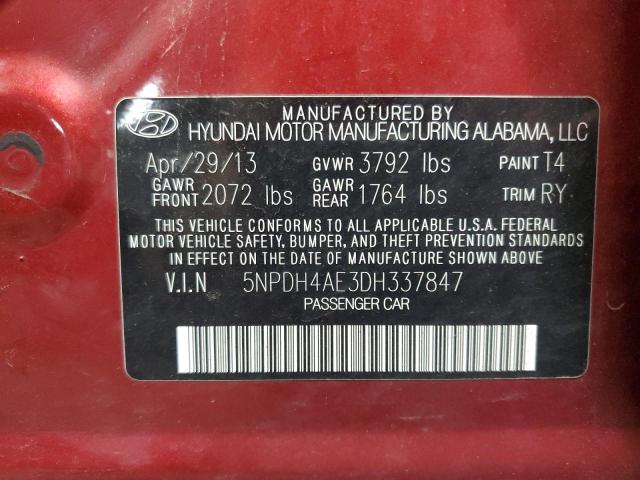 MANUFACTURED BY
HYUNDAI MOTOR MANUFACTURING ALABAMA, LLC
Apr/29/13 GVWR 3792 lbs PAINT T4
GAWR FRONT 2072 lbs GAWR REAR 1764 lbs TRIM RY
THIS VEHICLE CONFORMS TO ALL APPLICABLE U.S.A. FEDERAL
MOTOR VEHICLE SAFETY, BUMPER, AND THEFT PREVENTION STANDARDS
IN EFFECT ON THE DATE OF MANUFACTURE SHOWN ABOVE.
V.I.N 5NPDH4AE3DH337847
PASSENGER CAR